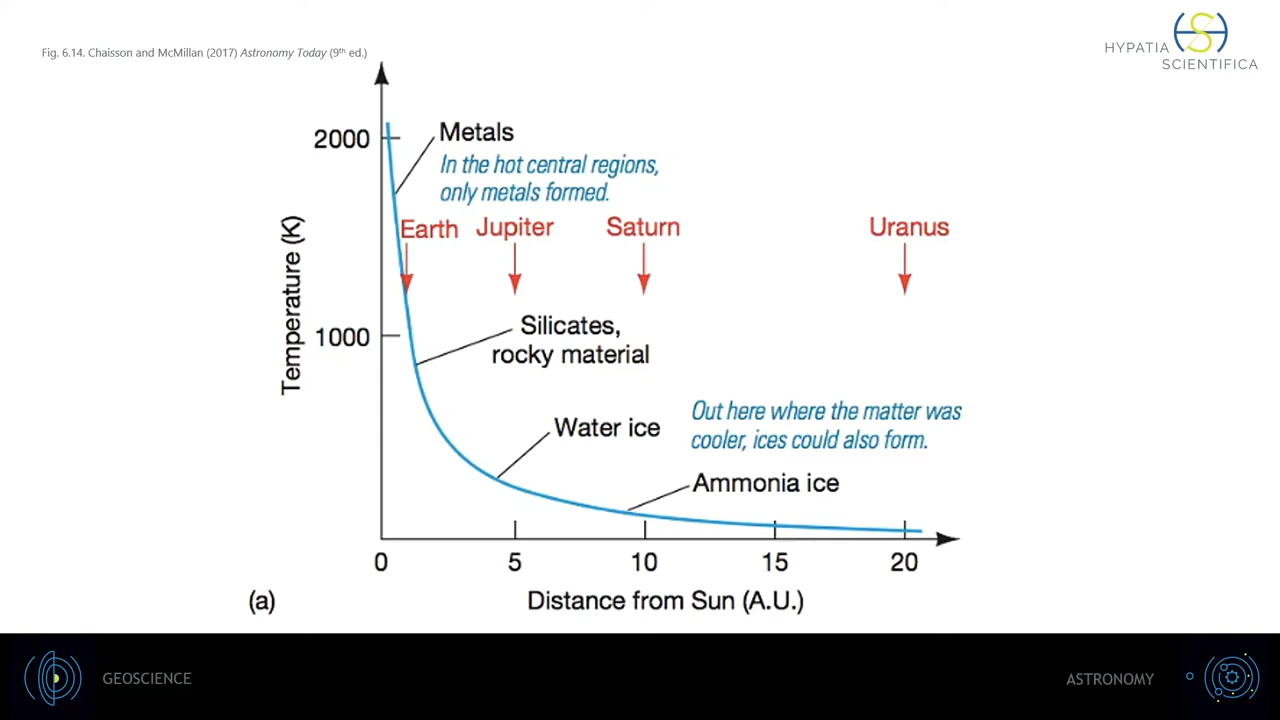 Fig. 6.14. Chaisson and McMillan (2017) Astronomy Today (9th ed.)
HYPATIA
SCIENTIFICA
2000
Metals
In the hot central regions,
only metals formed.
Earth Jupiter Saturn Uranus
Temperature (K)
1000
Silicates,
rocky material
Out here where the matter was
cooler, ices could also form.
Water ice
Ammonia ice
0 5 10 15 20
(a) Distance from Sun (A.U.)
GEOSCIENCE
ASTRONOMY